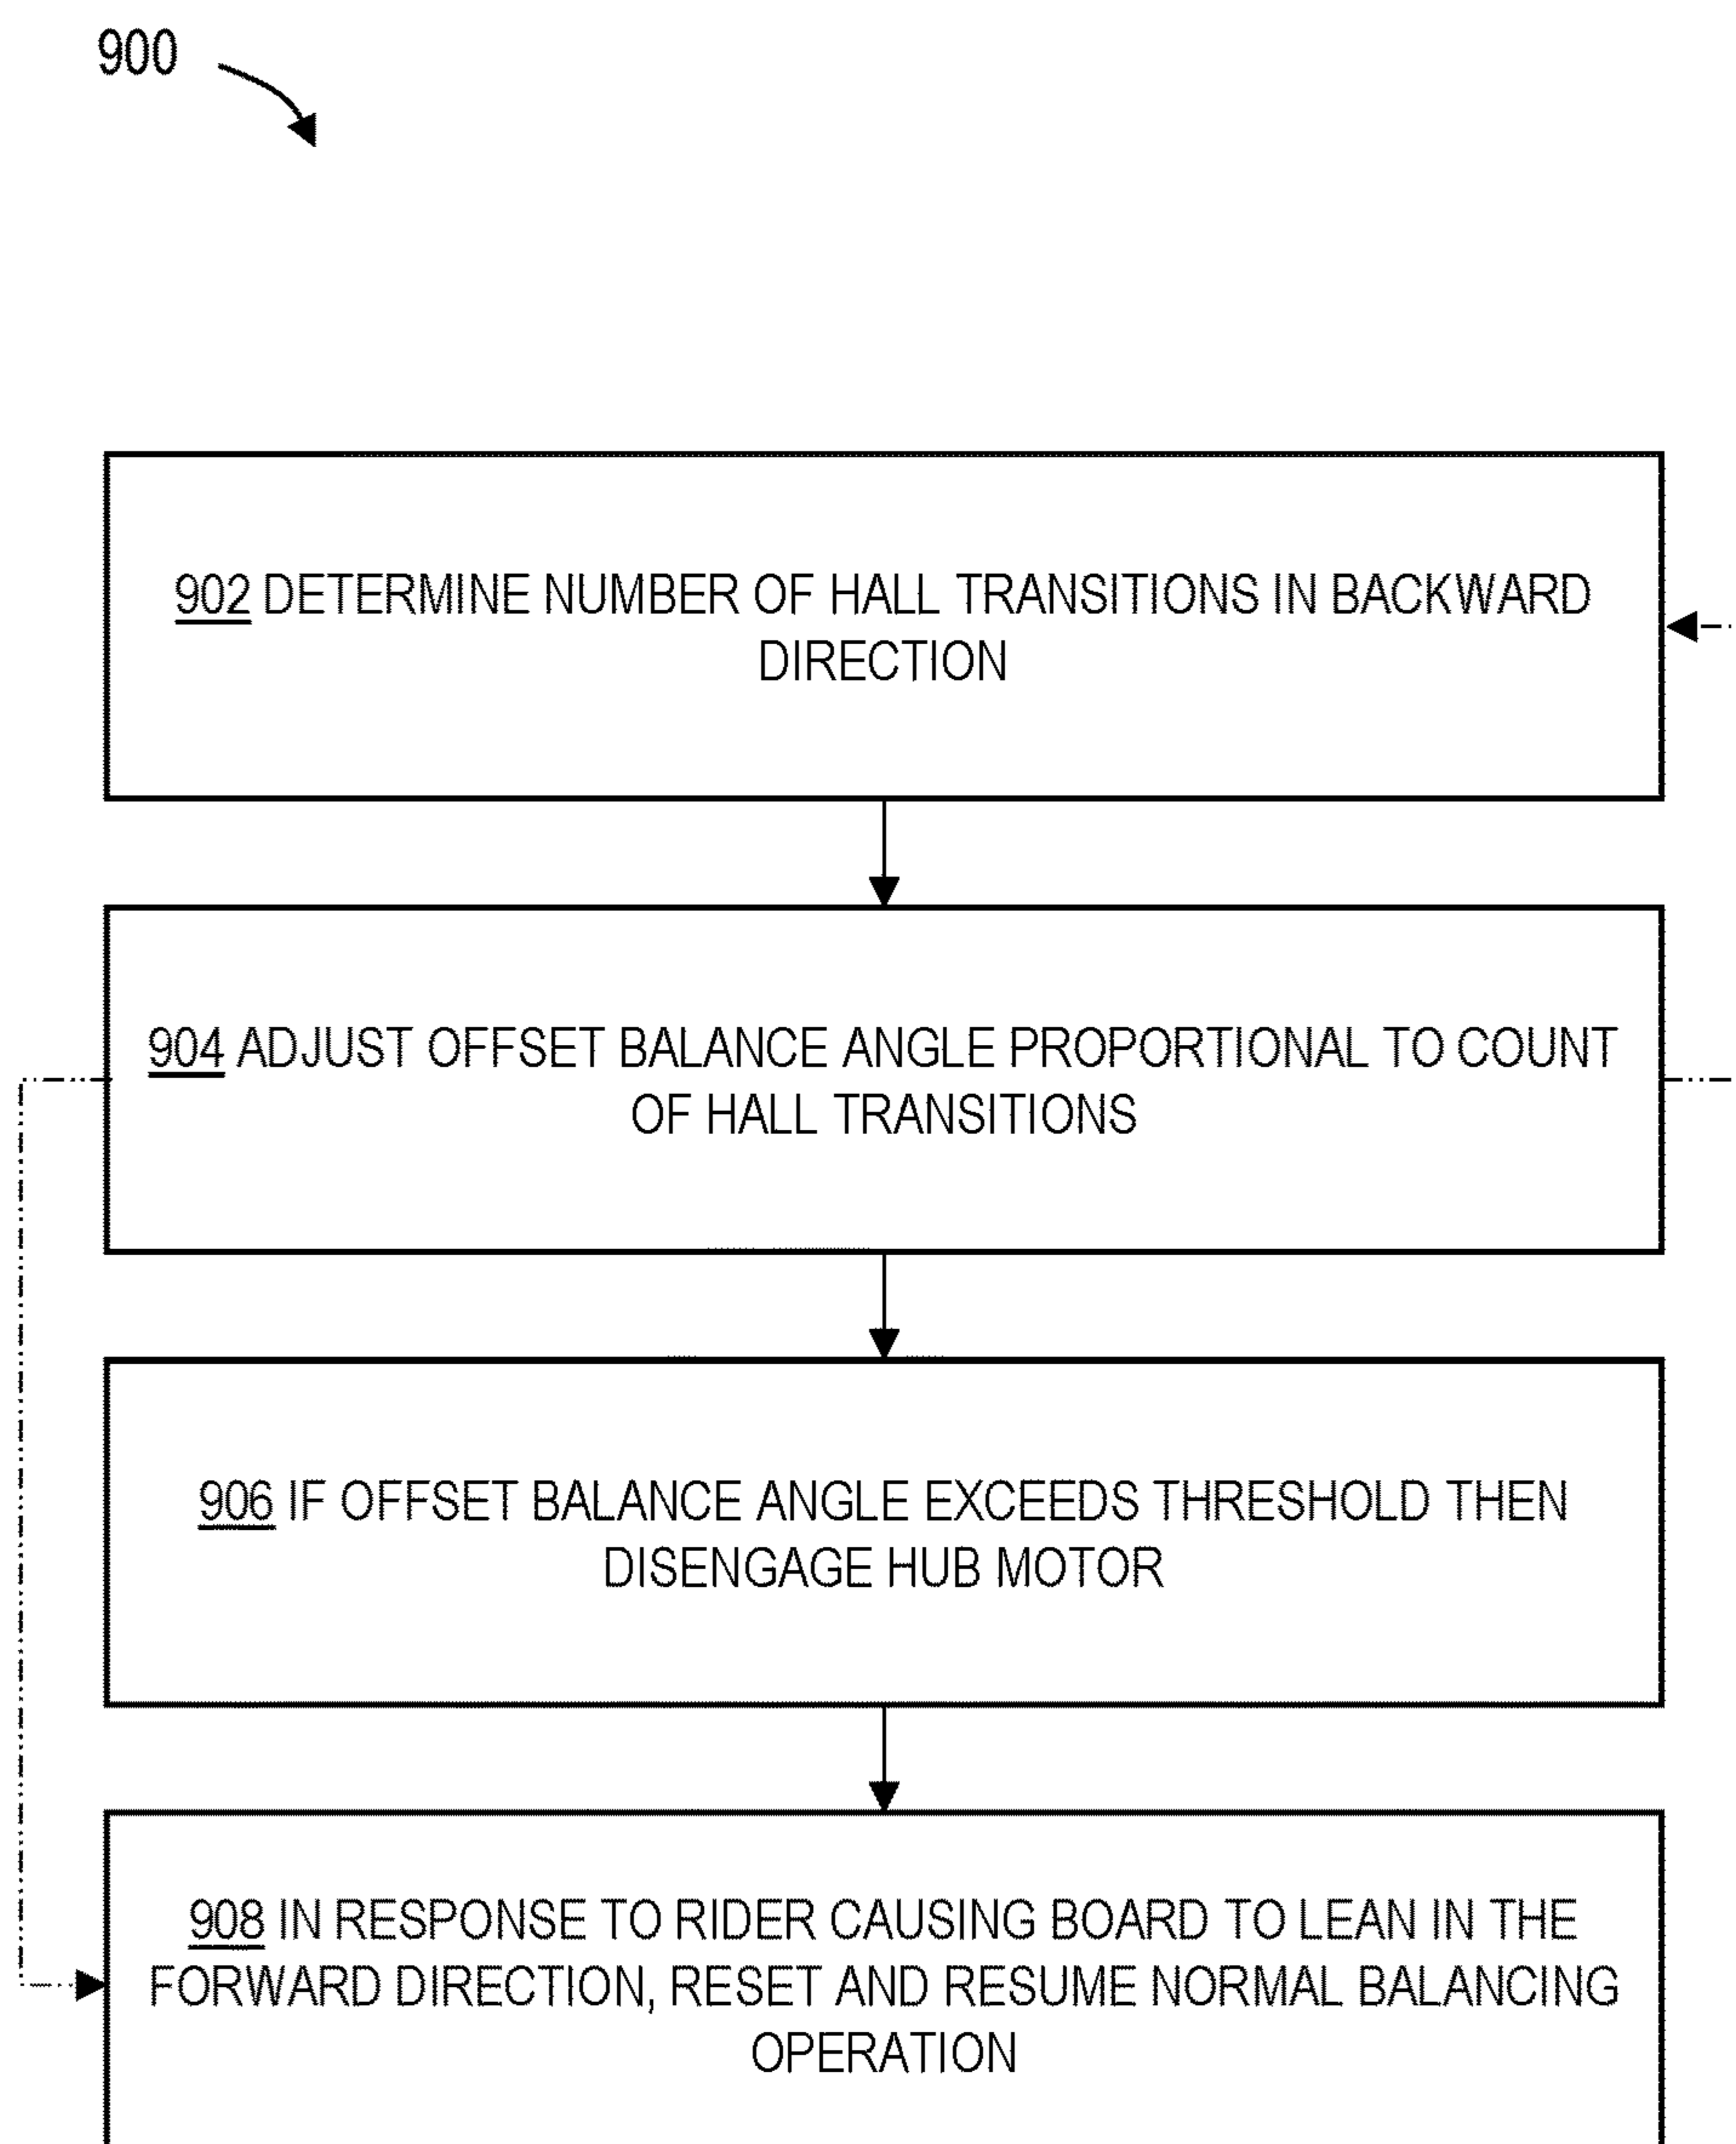 900
902 DETERMINE NUMBER OF HALL TRANSITIONS IN BACKWARD
DIRECTION
904 ADJUST OFFSET BALANCE ANGLE PROPORTIONAL TO COUNT
OF HALL TRANSITIONS
906 IF OFFSET BALANCE ANGLE EXCEEDS THRESHOLD THEN
DISENGAGE HUB MOTOR
908 IN RESPONSE TO RIDER CAUSING BOARD TO LEAN IN THE
FORWARD DIRECTION, RESET AND RESUME NORMAL BALANCING
OPERATION